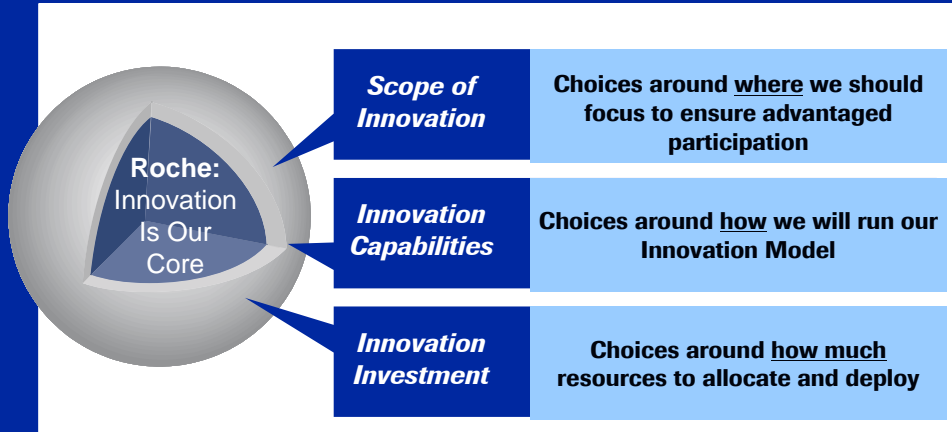 Roche:
Innovation
Is Our
Core
Scope of
Innovation
Choices around where we should
focus to ensure advantaged
participation
Innovation
Capabilities
Choices around how we will run our
Innovation Model
Innovation
Investment
Choices around how much
resources to allocate and deploy